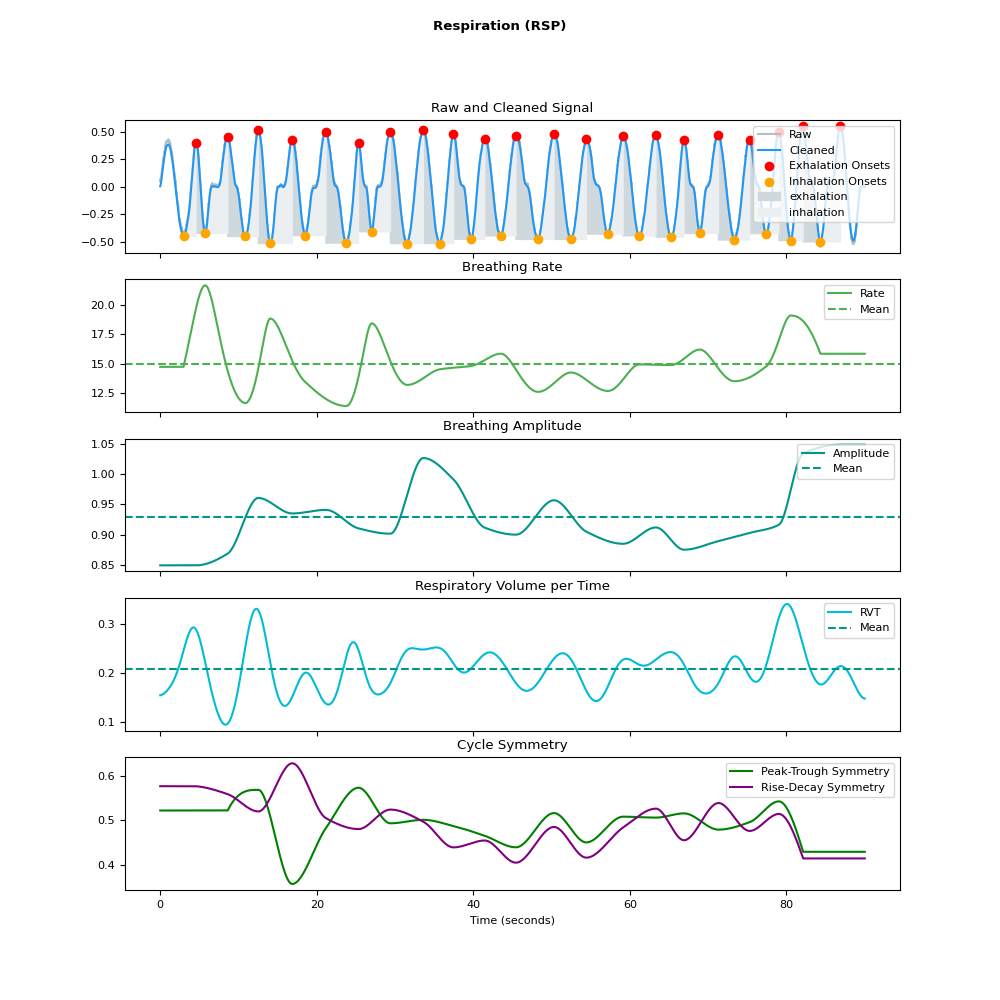 Respiration (RSP)
Raw and Cleaned Signal
0.50
0.25
0.00
−0.25
−0.50
Raw
Cleaned
Exhalation Onsets
Inhalation Onsets
exhalation
inhalation
Breathing Rate
20.0
17.5
15.0
12.5
Rate
Mean
Breathing Amplitude
1.05
1.00
0.95
0.90
0.85
Amplitude
Mean
Respiratory Volume per Time
0.3
0.2
0.1
RVT
Mean
Cycle Symmetry
0.6
0.5
0.4
Peak-Trough Symmetry
Rise-Decay Symmetry
0 20 40 60 80
Time (seconds)